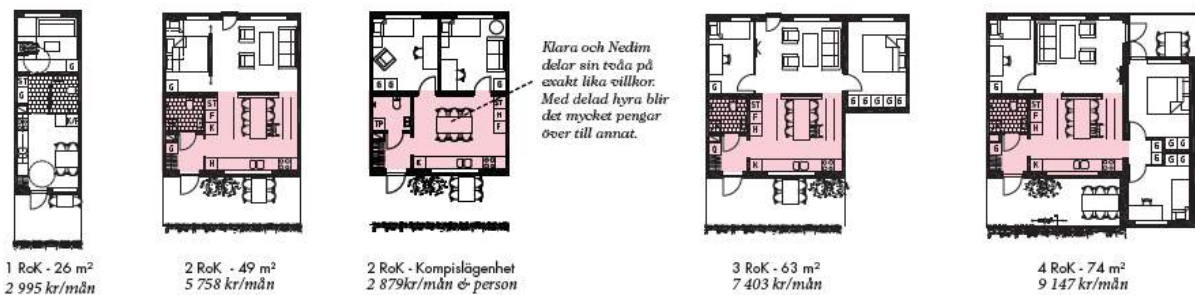 Klara och Nedim
delar sin tvåa på
exakt lika villkor.
Med delad hyra blir
det mycket pengar
över till annat.
1 RoK - 26 m²
2 995 kr/mån
2 RoK - 49 m²
5 758 kr/mån
2 RoK - Kompislägenhet
2 879kr/mån & person
3 RoK - 63 m²
7 403 kr/mån
4 RoK - 74 m²
9 147 kr/mån